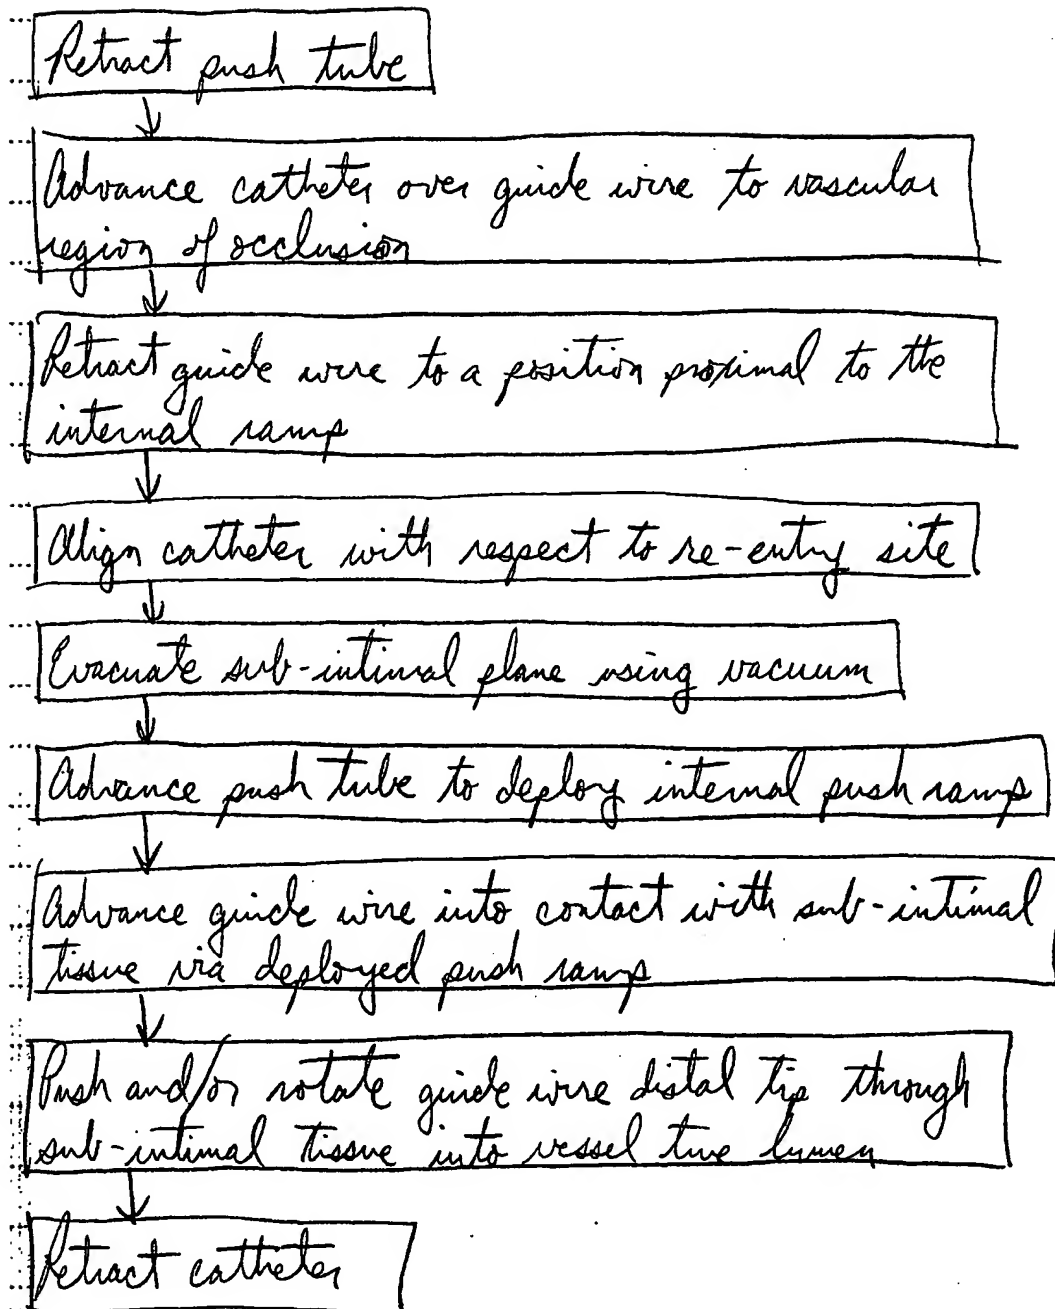 Retract push tube
Advance catheter over guide wire to vascular
region of occlusion
Retract guide wire to a position proximal to the
internal ramp
Align catheter with respect to re-entry site
Evacuate sub-intimal plane using vacuum
Advance push tube to deploy internal push ramp
Advance guide wire into contact with sub-intimal
tissue via deployed push ramp
Push and/or rotate guide wire distal tip through
sub-intimal tissue into vessel true lumen
Retract catheter